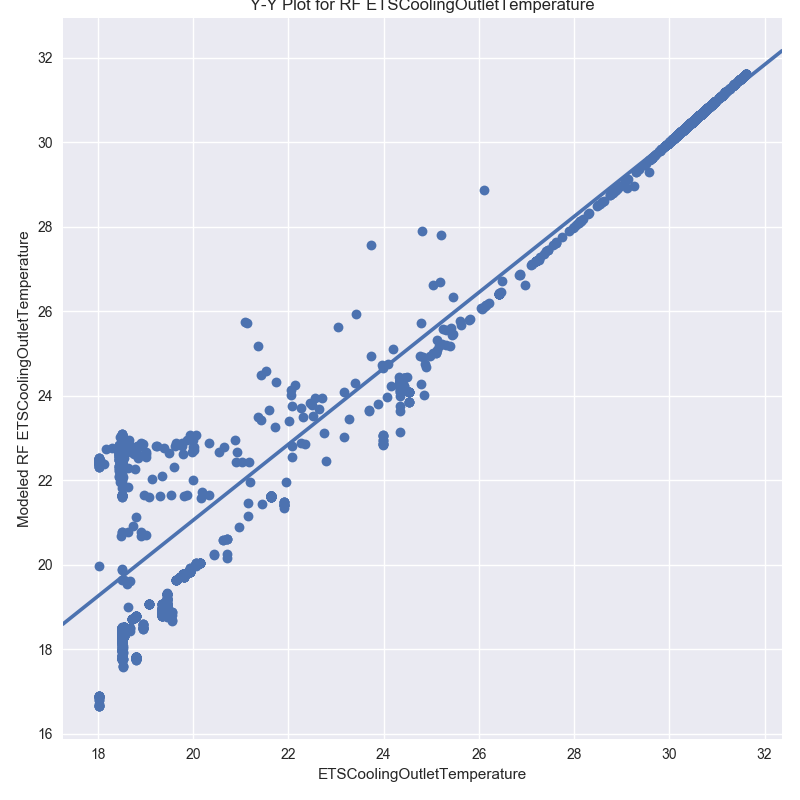 Y-Y Plot for RF ETSCoolingOutletTemperature
32
30
28
26
24
22
20
18
16
Modeled RF ETSCoolingOutletTemperature
18 20 22 24 26 28 30 32
ETSCoolingOutletTemperature